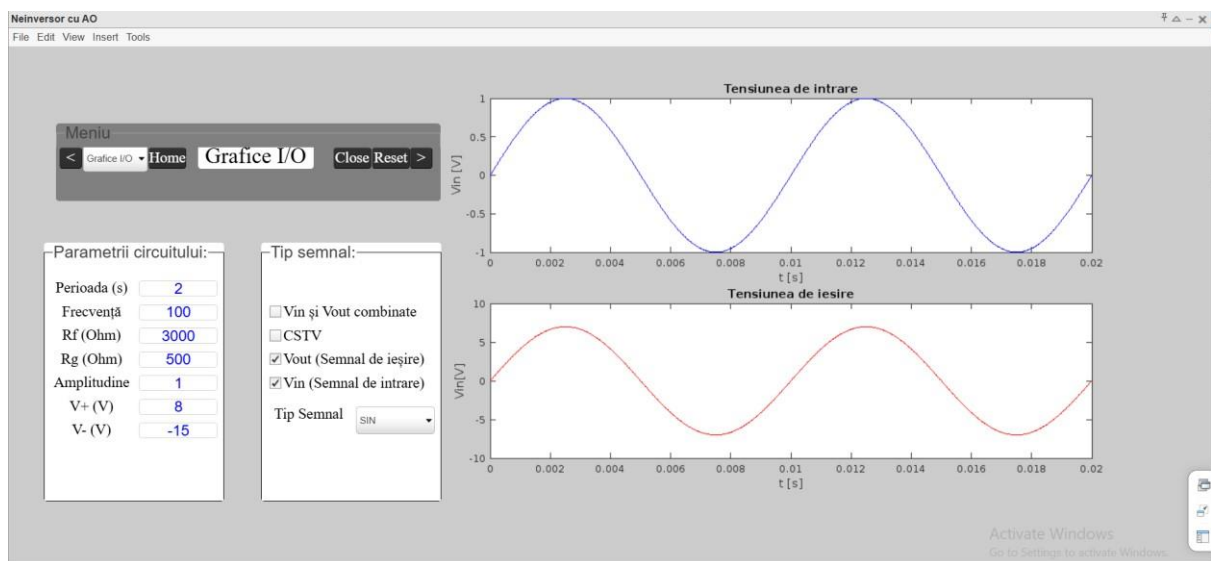 Neinversor cu AO
File Edit View Insert Tools
Meniu
< Grafice I/O Home Grafice I/O Close Reset >
Parametrii circuitului:
Perioada (s) 2
Frecvență 100
Rf (Ohm) 3000
Rg (Ohm) 500
Amplitudine 1
V+ (V) 8
V- (V) -15
Tip semnal:
Vin și Vout combinate
CSTV
Vout (Semnal de ieșire)
Vin (Semnal de intrare)
Tip Semnal SIN
Tensiunea de intrare
Vin [V]
1
0.5
0
-0.5
-1
0 0.002 0.004 0.006 0.008 0.01 0.012 0.014 0.016 0.018 0.02
t [s]
Tensiunea de iesire
Vin[V]
10
5
0
-5
-10
0 0.002 0.004 0.006 0.008 0.01 0.012 0.014 0.016 0.018 0.02
t [s]
Activate Windows
Go to Settings to activate Windows.